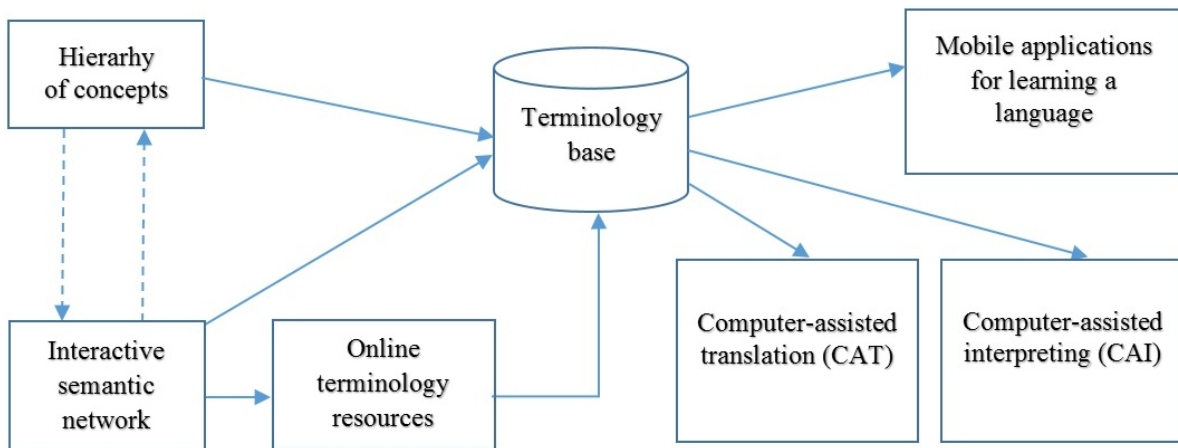 Hierarhy
of concepts
Terminology
base
Mobile applications
for learning a
language
Interactive
semantic
network
Online
terminology
resources
Computer-assisted
translation (CAT)
Computer-assisted
interpreting (CAI)